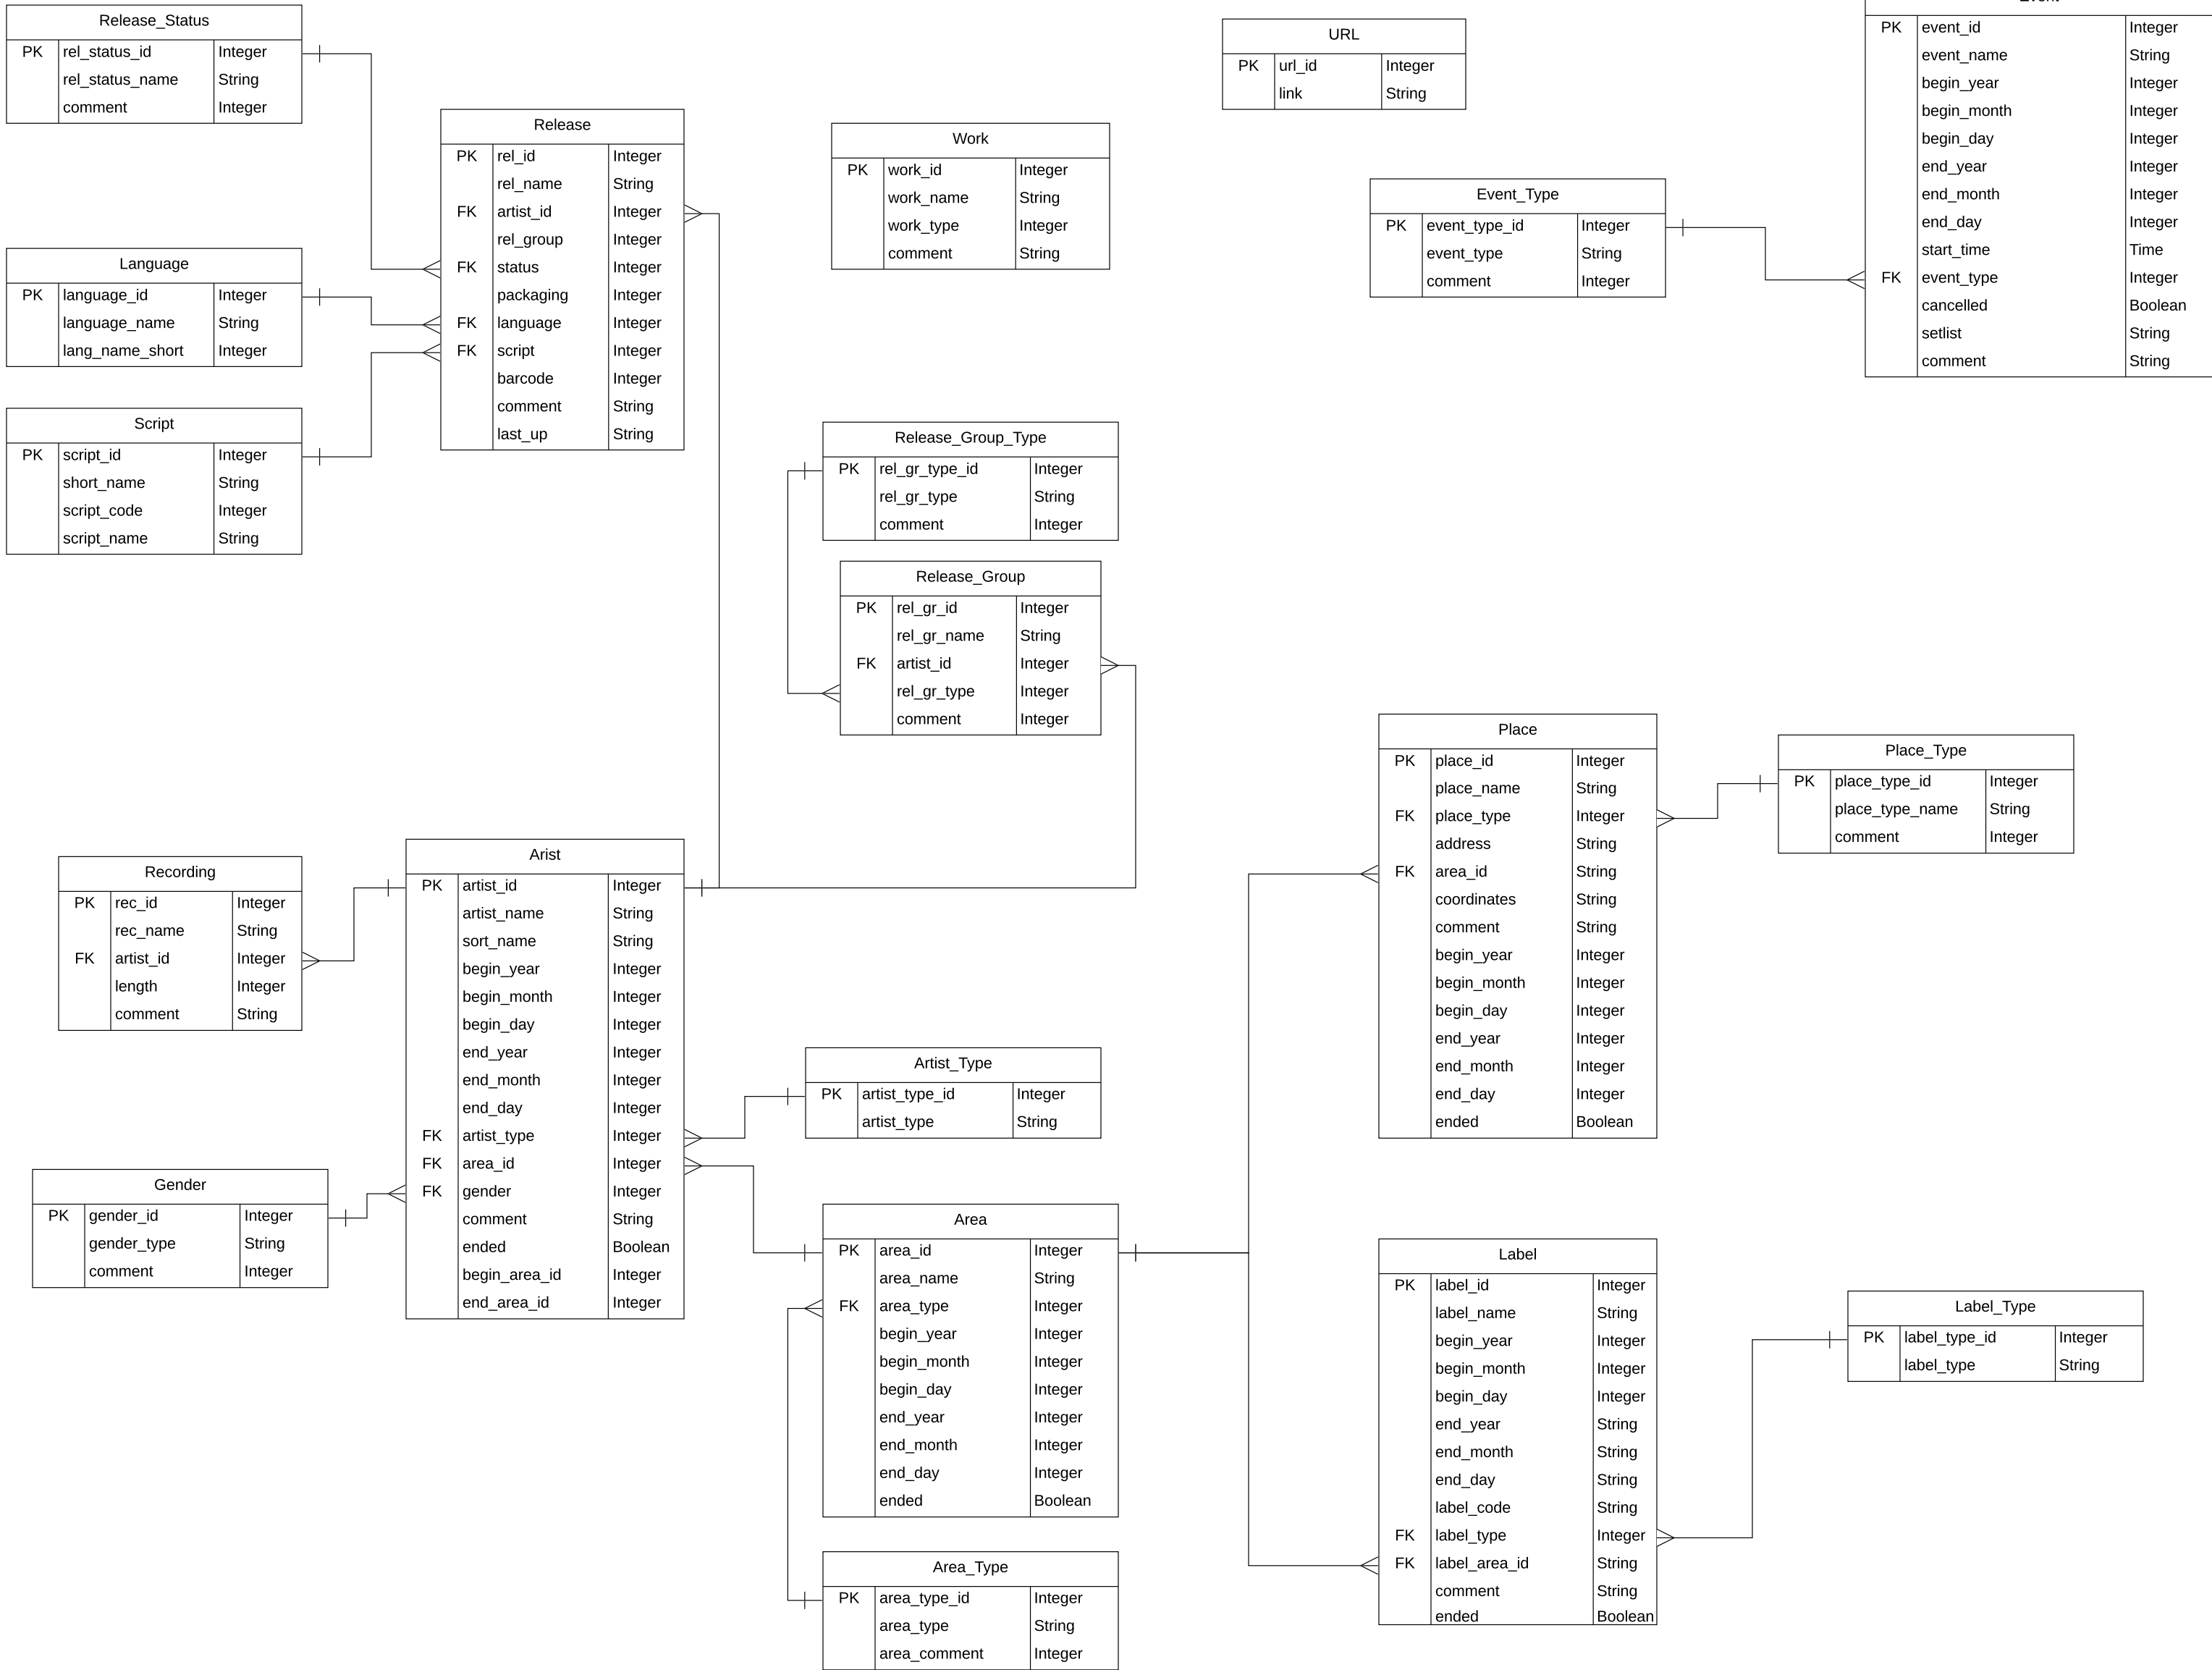 Release_Status
PK rel_status_id Integer
rel_status_name String
comment Integer
Language
PK language_id Integer
language_name String
lang_name_short Integer
Script
PK script_id Integer
short_name String
script_code Integer
script_name String
Release
PK rel_id Integer
rel_name String
FK artist_id Integer
rel_group Integer
FK status Integer
packaging Integer
FK language Integer
FK script Integer
barcode Integer
comment String
last_up String
Work
PK work_id Integer
work_name String
work_type Integer
comment String
URL
PK url_id Integer
link String
Event_Type
PK event_type_id Integer
event_type String
comment Integer
Event
PK event_id Integer
event_name String
begin_year Integer
begin_month Integer
begin_day Integer
end_year Integer
end_month Integer
end_day Integer
start_time Time
FK event_type Integer
cancelled Boolean
setlist String
comment String
Release_Group_Type
PK rel_gr_type_id Integer
rel_gr_type String
comment Integer
Release_Group
PK rel_gr_id Integer
rel_gr_name String
FK artist_id Integer
rel_gr_type Integer
comment Integer
Recording
PK rec_id Integer
rec_name String
FK artist_id Integer
length Integer
comment String
Gender
PK gender_id Integer
gender_type String
comment Integer
Arist
PK artist_id Integer
artist_name String
sort_name String
begin_year Integer
begin_month Integer
begin_day Integer
end_year Integer
end_month Integer
end_day Integer
FK artist_type Integer
FK area_id Integer
FK gender Integer
comment String
ended Boolean
begin_area_id Integer
end_area_id Integer
Artist_Type
PK artist_type_id Integer
artist_type String
Area
PK area_id Integer
area_name String
FK area_type Integer
begin_year Integer
begin_month Integer
begin_day Integer
end_year Integer
end_month Integer
end_day Integer
ended Boolean
Area_Type
PK area_type_id Integer
area_type String
area_comment Integer
Place
PK place_id Integer
place_name String
FK place_type Integer
address String
FK area_id String
coordinates String
comment String
begin_year Integer
begin_month Integer
begin_day Integer
end_year Integer
end_month Integer
end_day Integer
ended Boolean
Place_Type
PK place_type_id Integer
place_type_name String
comment Integer
Label
PK label_id Integer
label_name String
begin_year Integer
begin_month Integer
begin_day Integer
end_year String
end_month String
end_day String
label_code String
FK label_type Integer
FK label_area_id String
comment String
ended Boolean
Label_Type
PK label_type_id Integer
label_type String